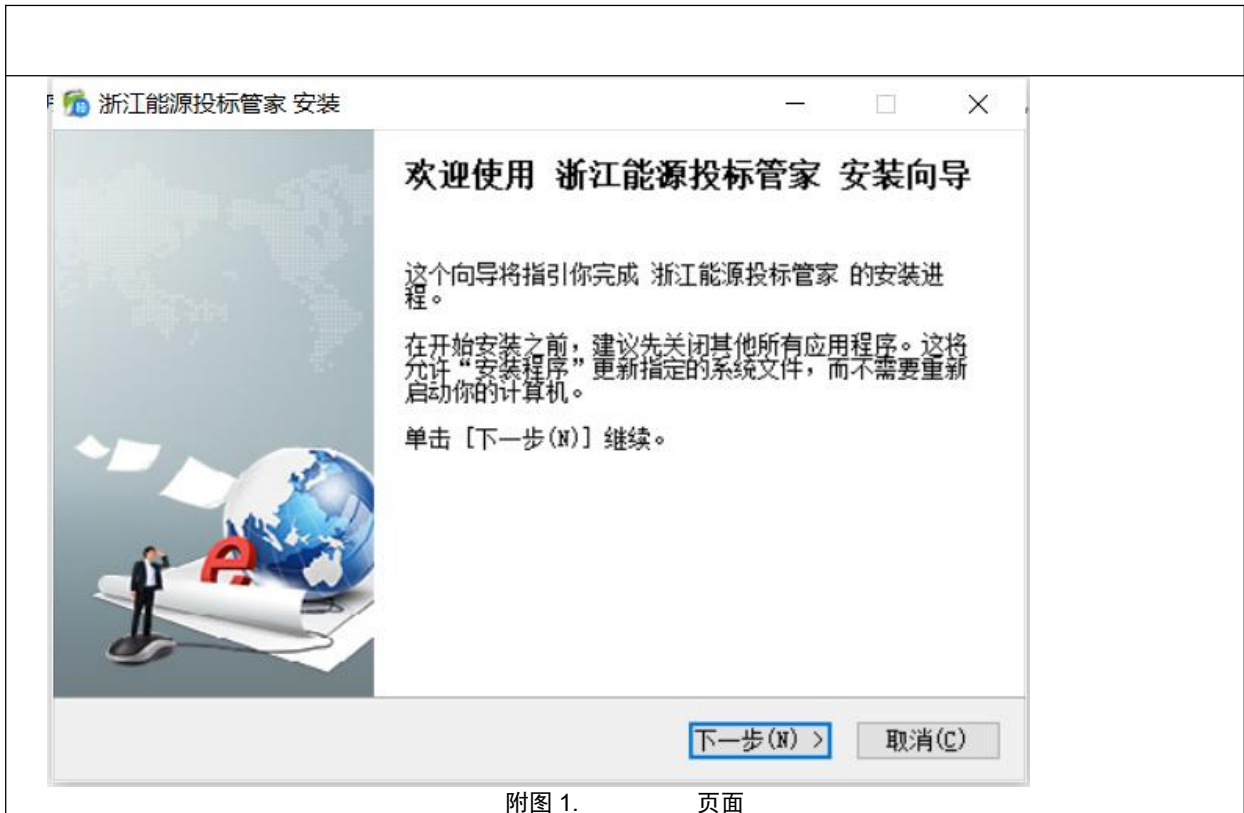 浙江能源投标管家 安装
欢迎使用 浙江能源投标管家 安装向导
这个向导将指引你完成 浙江能源投标管家 的安装进
程。
在开始安装之前，建议先关闭其他所有应用程序。这将
允许“安装程序”更新指定的系统文件，而不需要重新
启动你的计算机。
单击 [下一步(N)] 继续。
下一步(N) >
取消(C)
附图 1. 页面